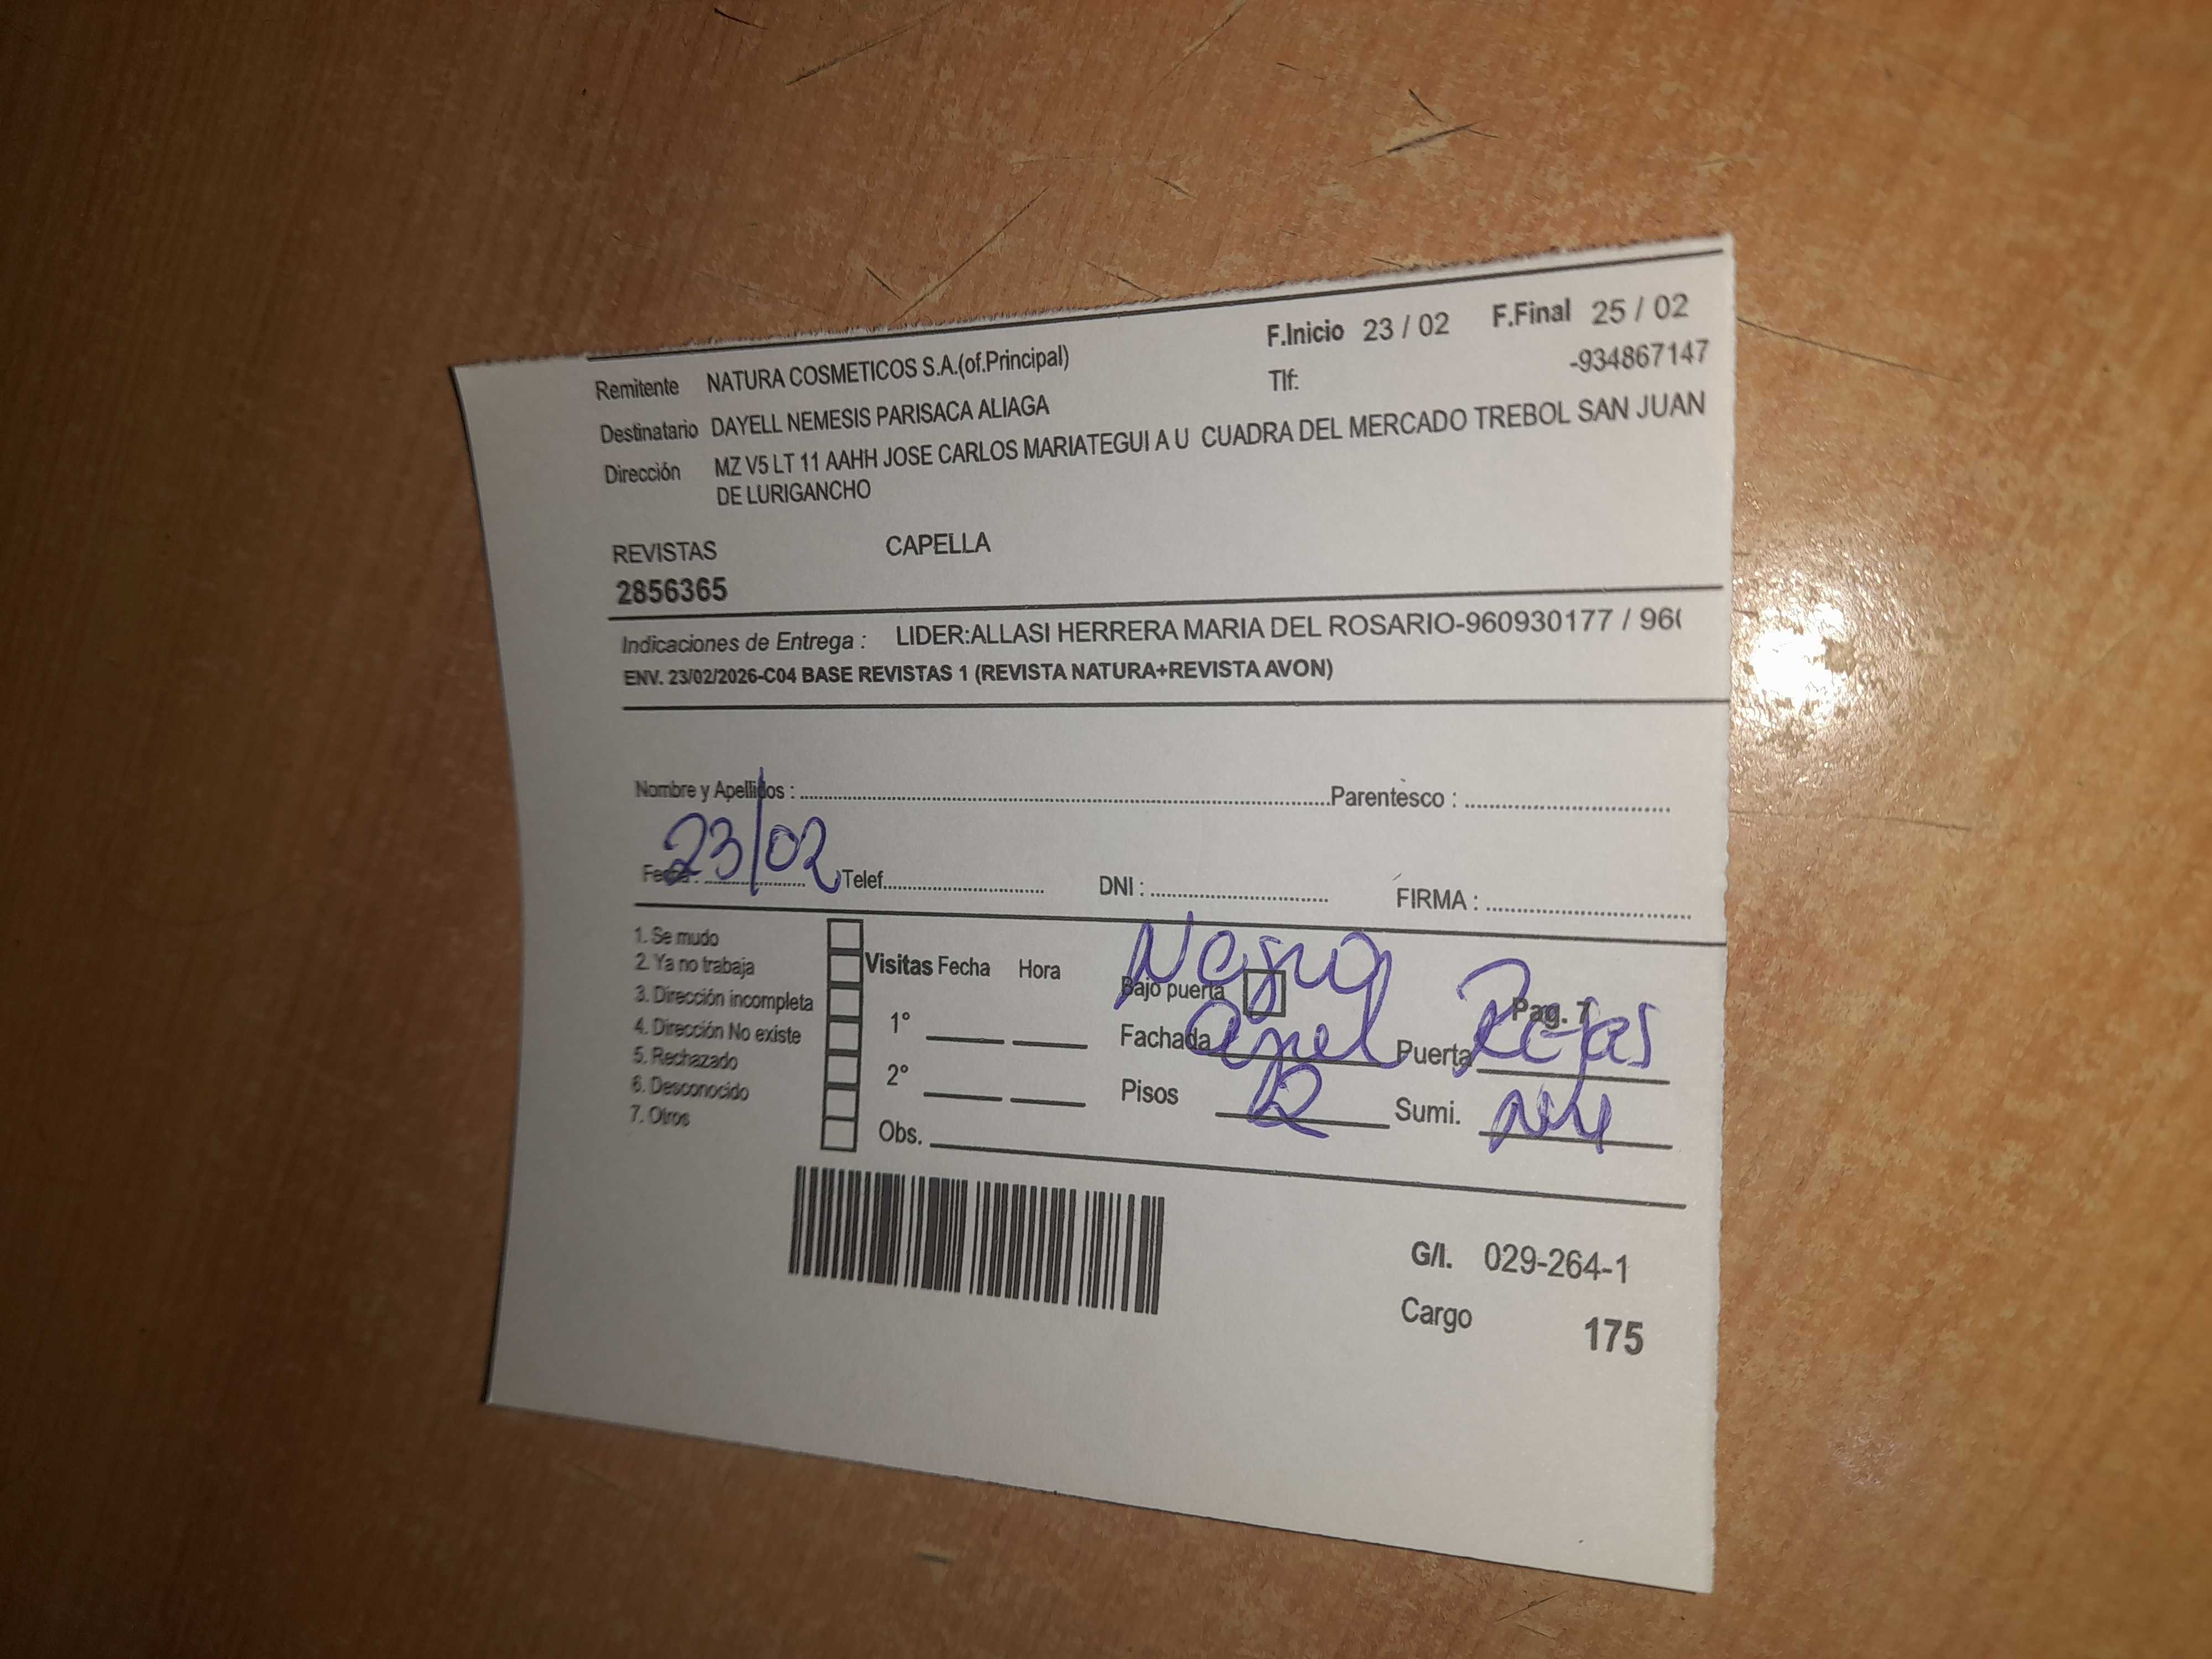 F.Inicio 23 / 02 F.Final 25 / 02
Remitente NATURA COSMETICOS S.A.(of.Principal) Tlf: -934867147
Destinatario DAYELL NEMESIS PARISACA ALIAGA
Dirección MZ V5 LT 11 AAHH JOSE CARLOS MARIATEGUI A U CUADRA DEL MERCADO TREBOL SAN JUAN
DE LURIGANCHO
REVISTAS CAPELLA
2856365
Indicaciones de Entrega : LIDER:ALLASI HERRERA MARIA DEL ROSARIO-960930177 / 96
ENV. 23/02/2026-C04 BASE REVISTAS 1 (REVISTA NATURA+REVISTA AVON)
Nombre y Apellidos : Parentesco :
Fecha : 23/02 Telef. DNI : FIRMA :
1. Se mudo
2. Ya no trabaja
3. Dirección incompleta
4. Dirección No existe
5. Rechazado
6. Desconocido
7. Otros
Visitas Fecha Hora
1°
2°
Obs.
Negro
Bajo puerta Pag. 7
Fachada Puerta Rejas
Pisos 2 Sumi.
G/I. 029-264-1
Cargo 175